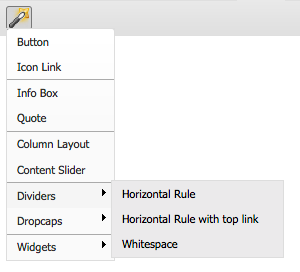 Button
Icon Link
Info Box
Quote
Column Layout
Content Slider
Dividers
Dropcaps
Widgets
Horizontal Rule
Horizontal Rule with top link
Whitespace